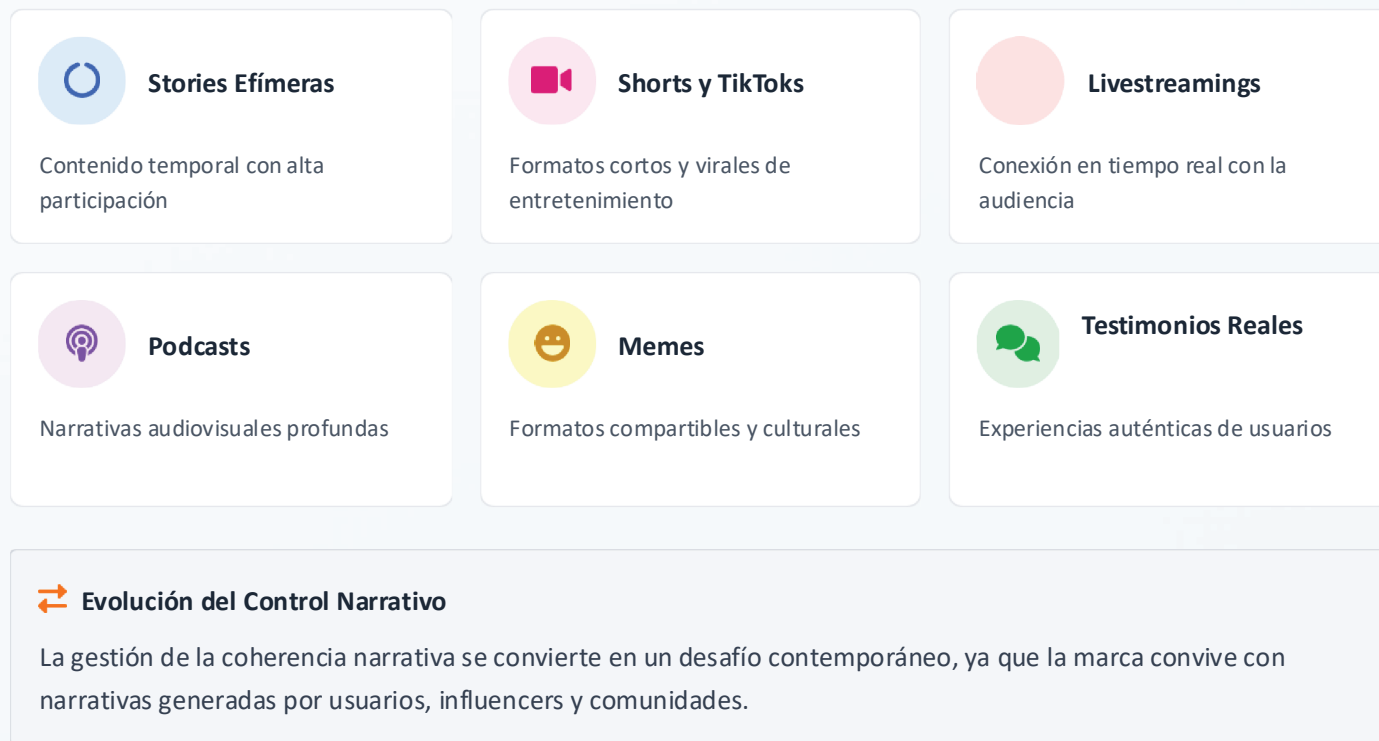 Stories Efímeras
Contenido temporal con alta
participación
Shorts y TikToks
Formatos cortos y virales de
entretenimiento
Livestreamings
Conexión en tiempo real con la
audiencia
Podcasts
Narrativas audiovisuales profundas
Memes
Formatos compartibles y culturales
Testimonios Reales
Experiencias auténticas de usuarios
Evolución del Control Narrativo
La gestión de la coherencia narrativa se convierte en un desafío contemporáneo, ya que la marca convive con
narrativas generadas por usuarios, influencers y comunidades.